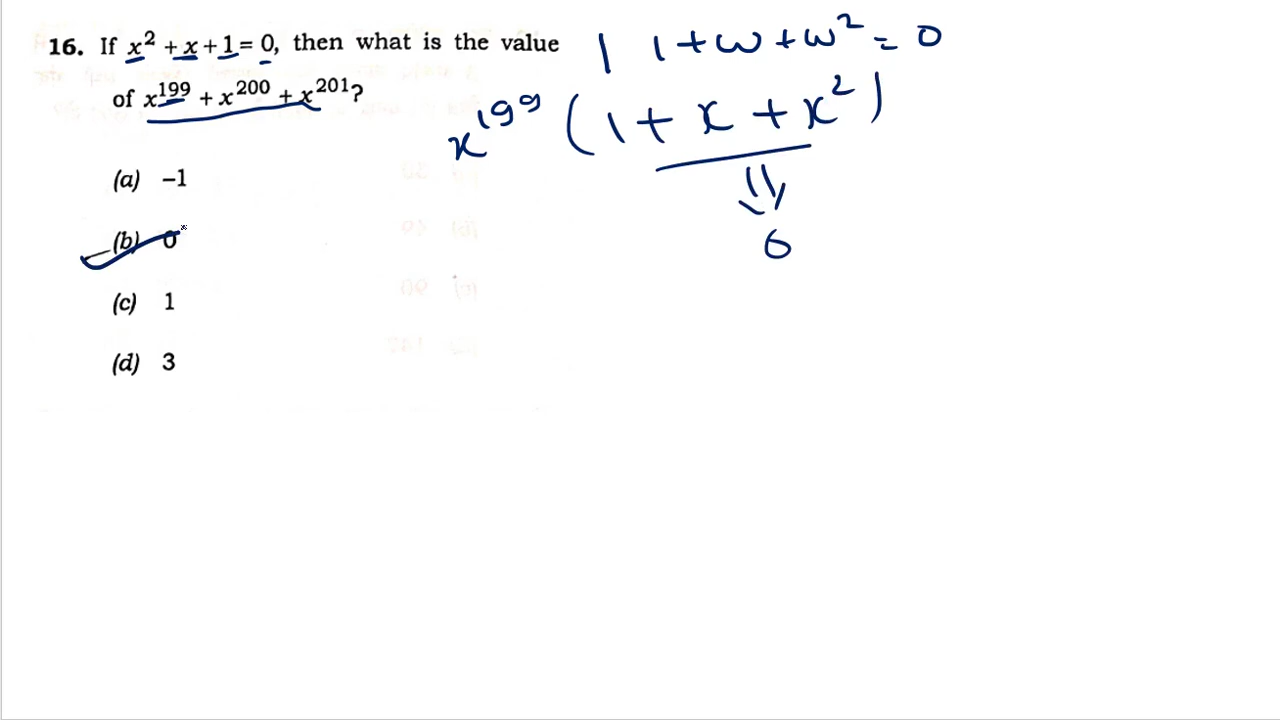 16. If x² + x + 1 = 0, then what is the value
of x¹⁹⁹ + x²⁰⁰ + x²⁰¹?
(a) −1
(b) 0
(c) 1
(d) 3
1 + ω + ω² = 0
x¹⁹⁹ (1 + x + x²)
0